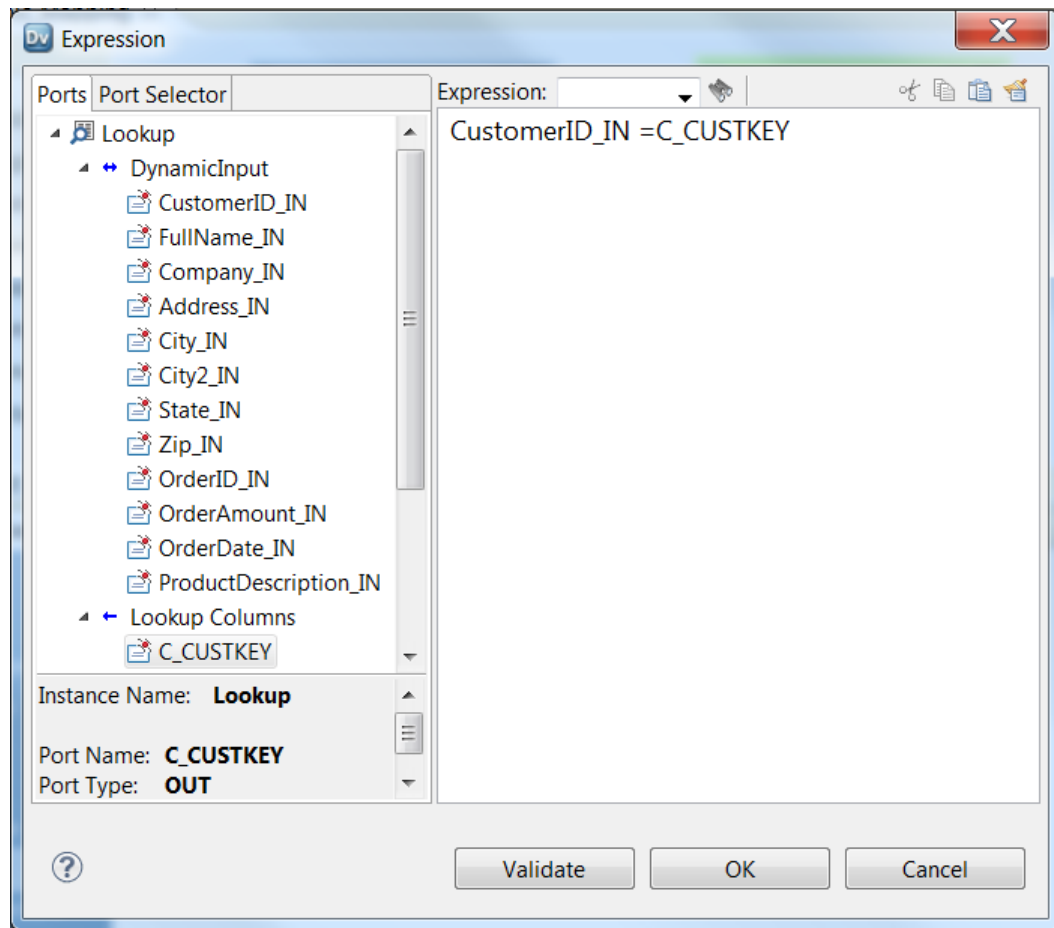 Dv Expression
Ports Port Selector
Lookup
DynamicInput
CustomerID_IN
FullName_IN
Company_IN
Address_IN
City_IN
City2_IN
State_IN
Zip_IN
OrderID_IN
OrderAmount_IN
OrderDate_IN
ProductDescription_IN
Lookup Columns
C_CUSTKEY
Instance Name: Lookup
Port Name: C_CUSTKEY
Port Type: OUT
Expression:
CustomerID_IN =C_CUSTKEY
? Validate OK Cancel